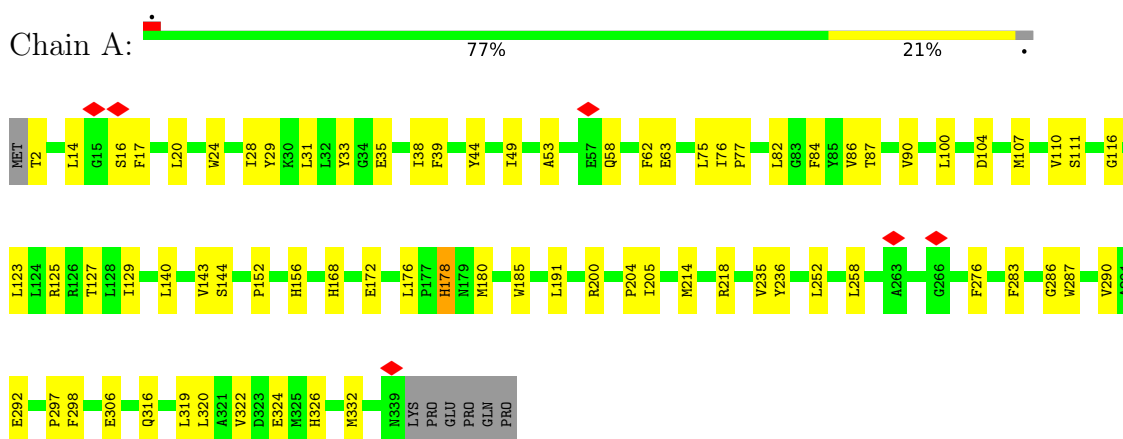 Chain A:
77%
21%
MET T2 L14 G15 S16 F17 L20 W24 I28 Y29 K30 L31 L32 Y33 G34 E35 I38 F39 Y44 I49 A53 E57 Q58 F62 E63 L75 I76 P77 L82 G83 F84 Y85 V86 T87 V90 L100 D104 M107 V110 S111 G116
L123 L124 R125 R126 T127 L128 I129 L140 V143 S144 P152 H156 H168 E172 L176 P177 H178 N179 M180 W185 L191 R200 P204 I205 M214 R218 V235 Y236 L252 L258 A263 G266 F276 F283 G286 W287 V290
E292 P297 F298 E306 Q316 L319 L320 A321 V322 D323 E324 M325 H326 M332 N339 LYS PRO GLU PRO GLN PRO